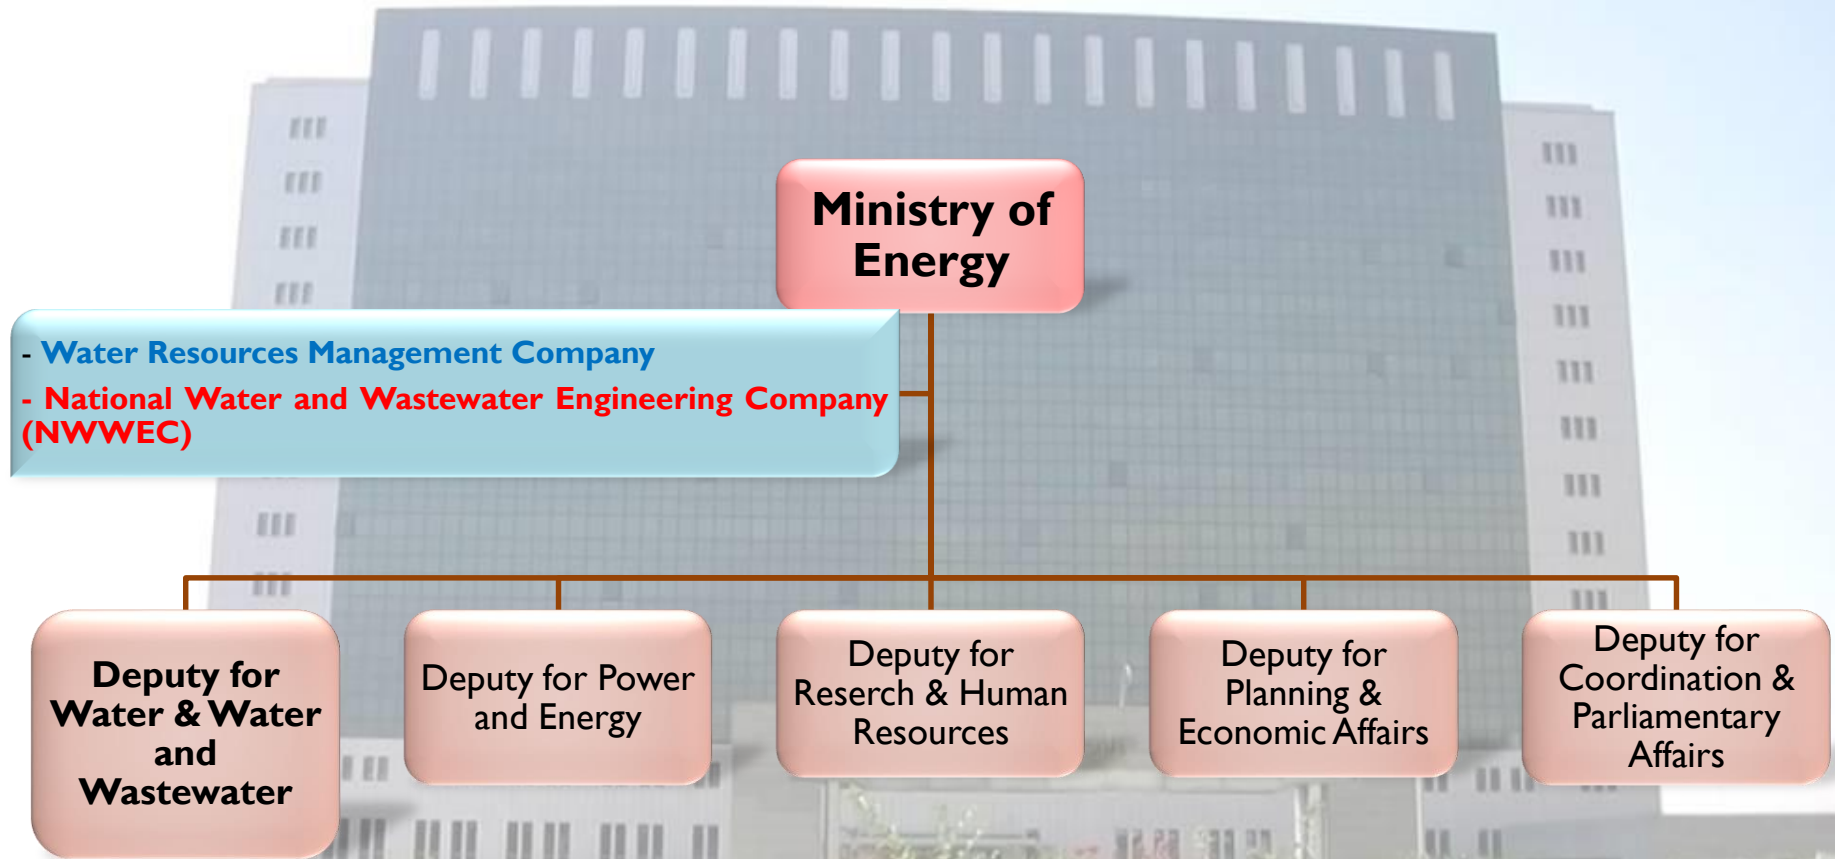 Ministry of
Energy
- Water Resources Management Company
- National Water and Wastewater Engineering Company
(NWWEC)
Deputy for
Water & Water
and
Wastewater
Deputy for Power
and Energy
Deputy for
Reserch & Human
Resources
Deputy for
Planning &
Economic Affairs
Deputy for
Coordination &
Parliamentary
Affairs